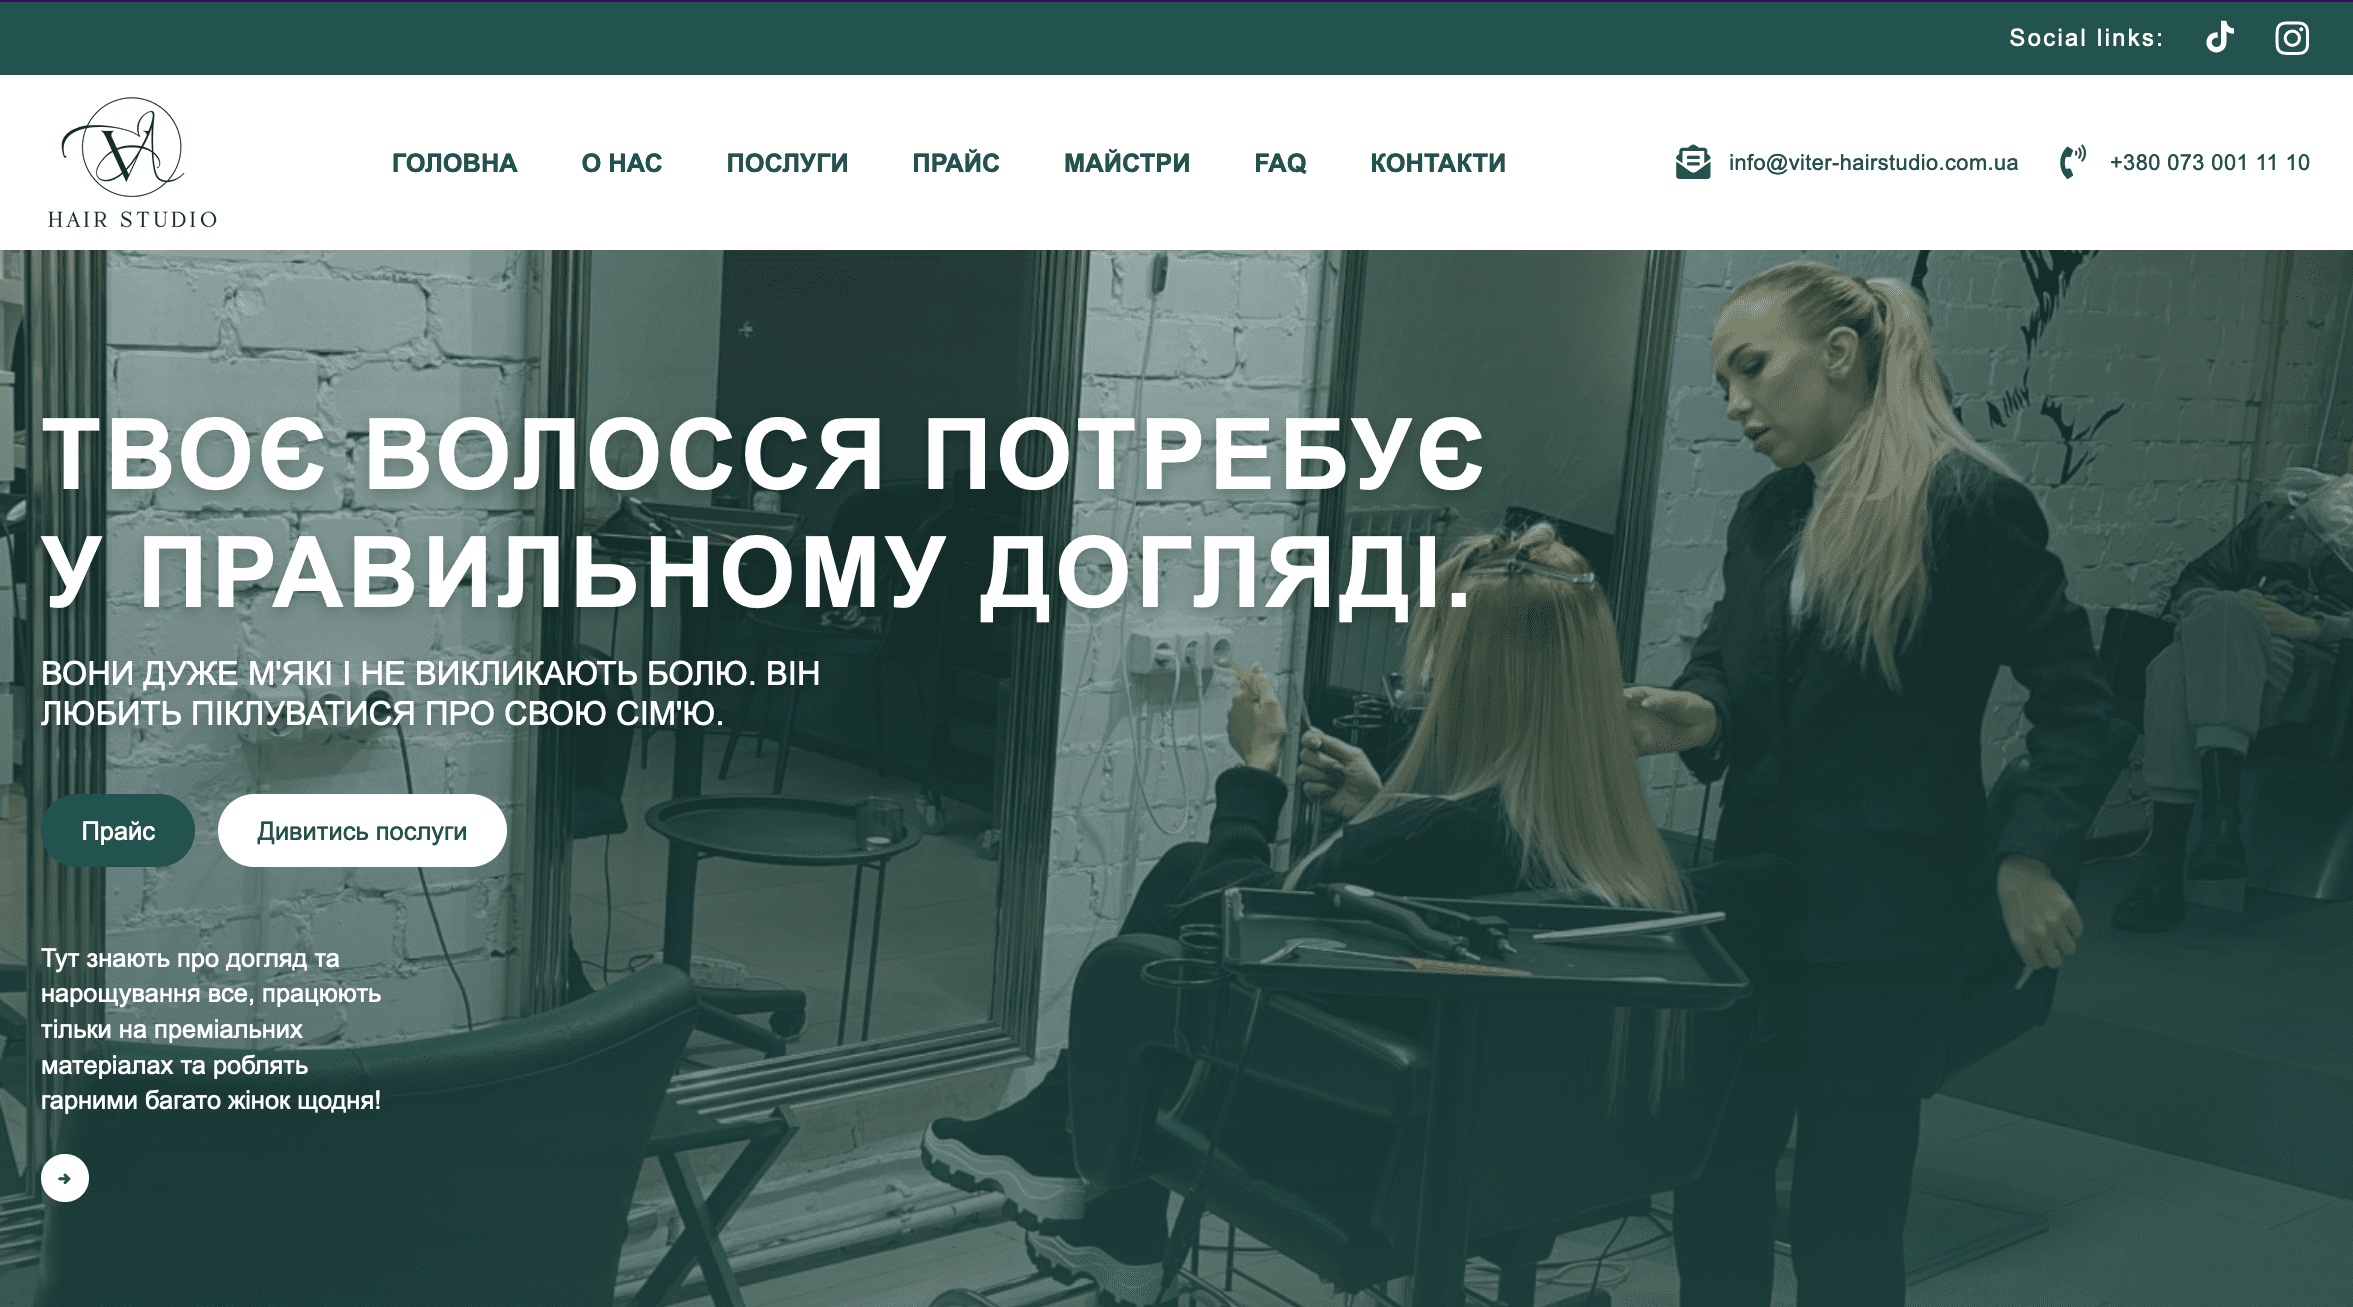 Social links:
VA
HAIR STUDIO
ГОЛОВНА О НАС ПОСЛУГИ ПРАЙС МАЙСТРИ FAQ КОНТАКТИ info@viter-hairstudio.com.ua +380 073 001 11 10
ТВОЄ ВОЛОССЯ ПОТРЕБУЄ
У ПРАВИЛЬНОМУ ДОГЛЯДІ.
ВОНИ ДУЖЕ М'ЯКІ І НЕ ВИКЛИКАЮТЬ БОЛЮ. ВІН
ЛЮБИТЬ ПІКЛУВАТИСЯ ПРО СВОЮ СІМ'Ю.
Прайс Дивитись послуги
Тут знають про догляд та
нарощування все, працюють
тільки на преміальних
матеріалах та роблять
гарними багато жінок щодня!